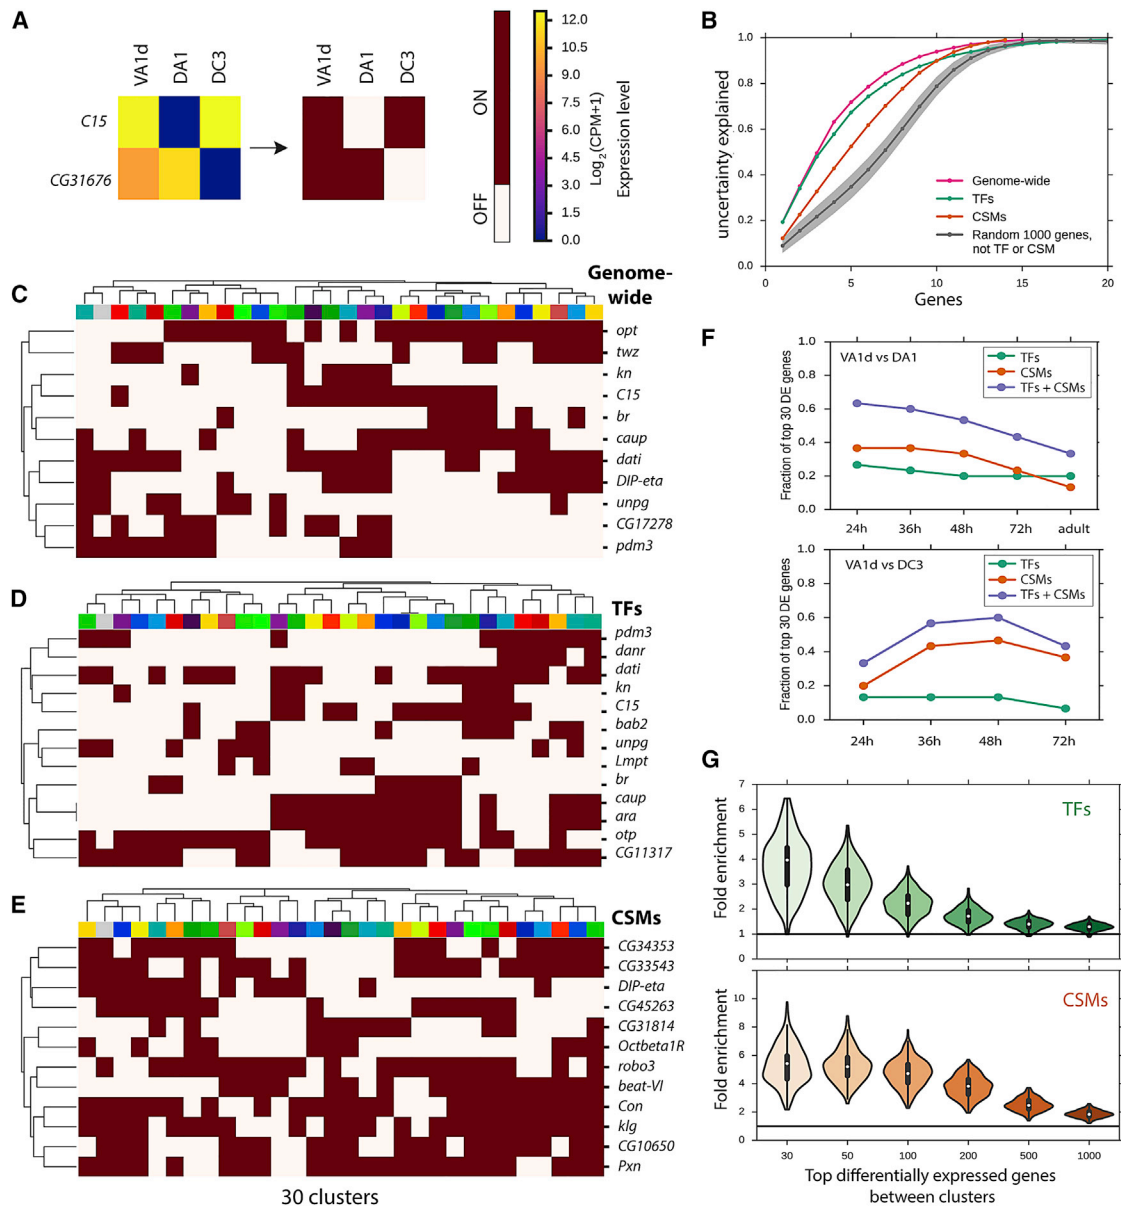 A
VA1d
DA1
DC3
VA1d
DA1
DC3
C15
CG31676
ON
OFF
12.0
10.5
9.0
7.5
6.0
4.5
3.0
1.5
0.0
Log2(CPM+1)
Expression level
B
1.0
0.8
0.6
0.4
0.2
0.0
uncertainty explained
Genome-wide
TFs
CSMs
Random 1000 genes,
not TF or CSM
0
5
10
15
20
Genes
C
Genome-
wide
opt
twz
kn
C15
br
caup
dati
DIP-eta
unpg
CG17278
pdm3
D
TFs
pdm3
danr
dati
kn
C15
bab2
unpg
Lmpt
br
caup
ara
otp
CG11317
E
CSMs
CG34353
CG33543
DIP-eta
CG45263
CG31814
Octbeta1R
robo3
beat-VI
Con
klg
CG10650
Pxn
30 clusters
F
VA1d vs DA1
TFs
CSMs
TFs + CSMs
Fraction of top 30 DE genes
1.0
0.8
0.6
0.4
0.2
0.0
24h
36h
48h
72h
adult
VA1d vs DC3
TFs
CSMs
TFs + CSMs
Fraction of top 30 DE genes
1.0
0.8
0.6
0.4
0.2
0.0
24h
36h
48h
72h
G
TFs
Fold enrichment
7
6
5
4
3
2
1
0
CSMs
Fold enrichment
10
8
6
4
2
0
30
50
100
200
500
1000
Top differentially expressed genes
between clusters